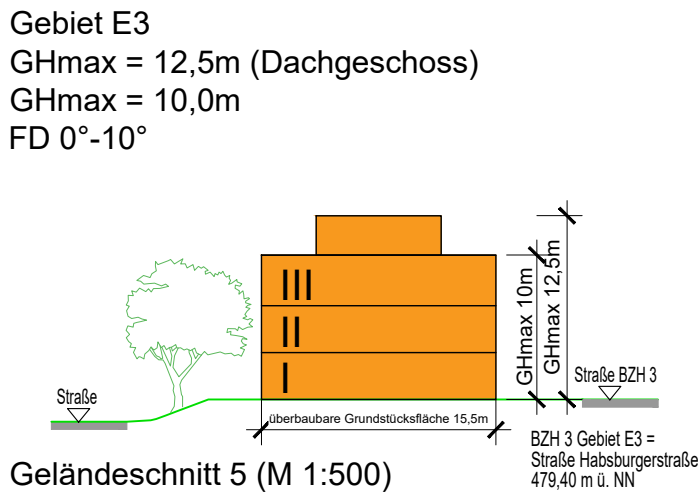 Gebiet E3
GHmax = 12,5m (Dachgeschoss)
GHmax = 10,0m
FD 0°-10°
III
II
I
GHmax 10m
GHmax 12,5m
Straße
Straße BZH 3
überbaubare Grundstücksfläche 15,5m
BZH 3 Gebiet E3 =
Straße Habsburgerstraße
479,40 m ü. NN
Geländeschnitt 5 (M 1:500)